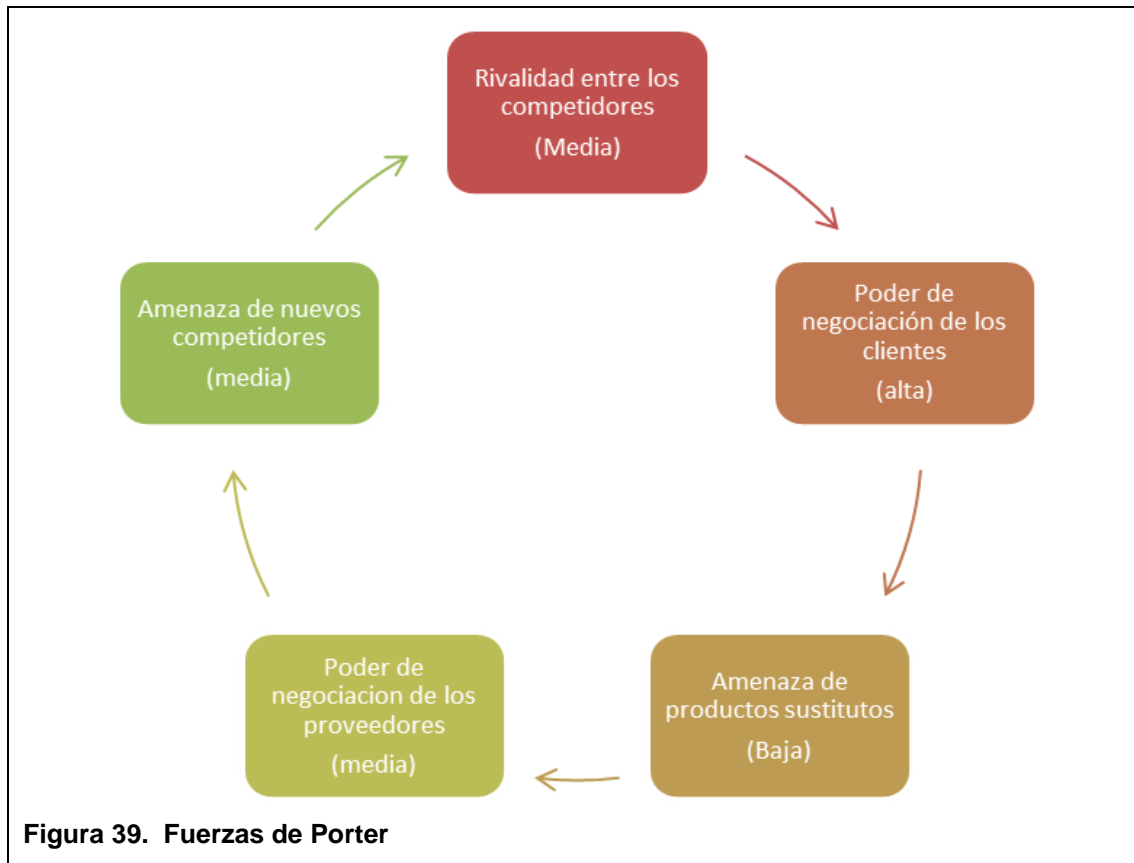 Rivalidad entre los
competidores
(Media)
Poder de
negociación de los
clientes
(alta)
Amenaza de
productos sustitutos
(Baja)
Poder de
negociacion de los
proveedores
(media)
Amenaza de nuevos
competidores
(media)
Figura 39. Fuerzas de Porter